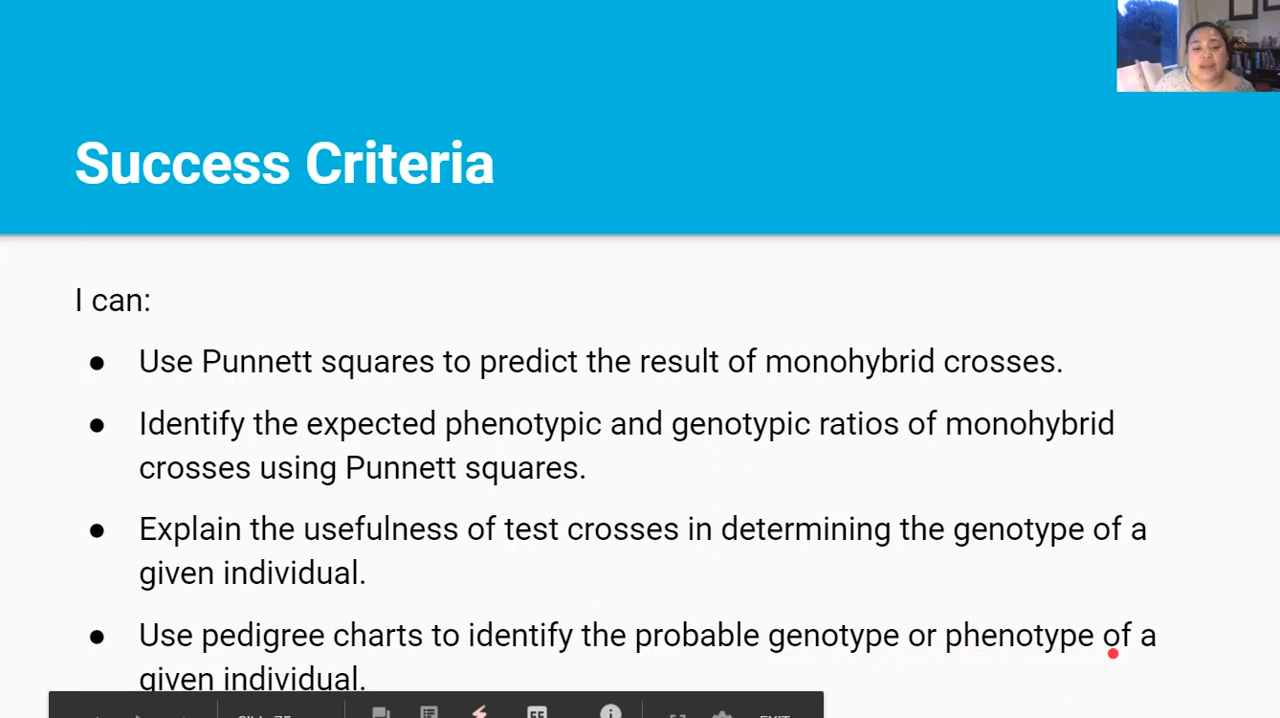 Success Criteria
I can:
● Use Punnett squares to predict the result of monohybrid crosses.
● Identify the expected phenotypic and genotypic ratios of monohybrid
crosses using Punnett squares.
● Explain the usefulness of test crosses in determining the genotype of a
given individual.
● Use pedigree charts to identify the probable genotype or phenotype of a
given individual.
EXIT